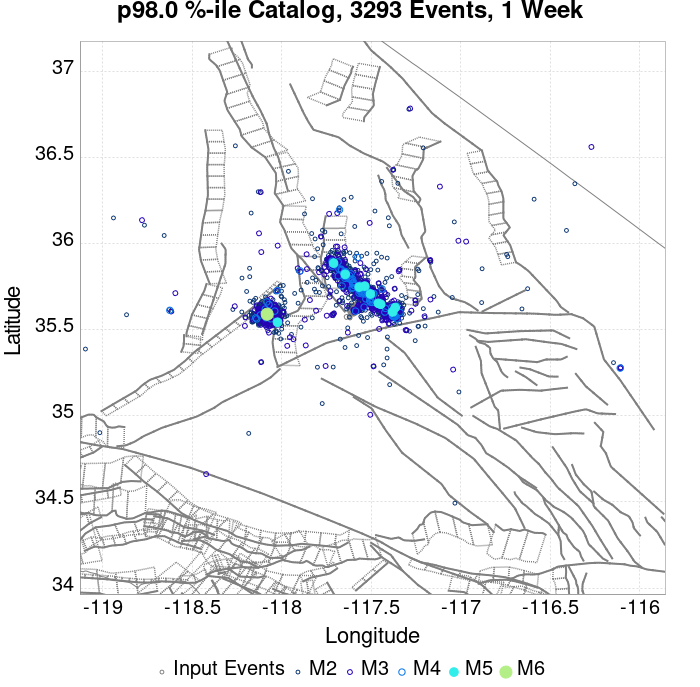 p98.0 %-ile Catalog, 3293 Events, 1 Week
37
36.5
36
35.5
35
34.5
34
Latitude
-119 -118.5 -118 -117.5 -117 -116.5 -116
Longitude
Input Events M2 M3 M4 M5 M6